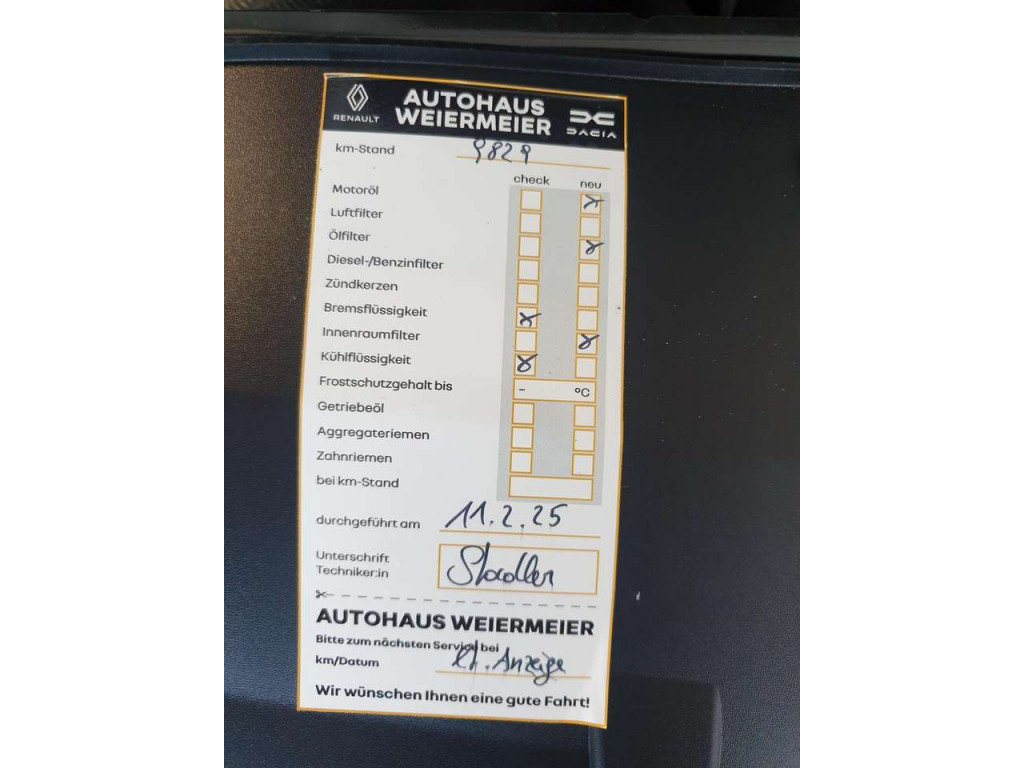 AUTOHAUS
WEIERMEIER
RENAULT
DACIA
km-Stand 9829
check neu
Motoröl
Luftfilter
Ölfilter
Diesel-/Benzinfilter
Zündkerzen
Bremsflüssigkeit
Innenraumfilter
Kühlflüssigkeit
Frostschutzgehalt bis - °C
Getriebeöl
Aggregateriemen
Zahnriemen
bei km-Stand
durchgeführt am 11.2.25
Unterschrift
Techniker:in Stadler
AUTOHAUS WEIERMEIER
Bitte zum nächsten Service bei
km/Datum lt. Anzeige
Wir wünschen Ihnen eine gute Fahrt!